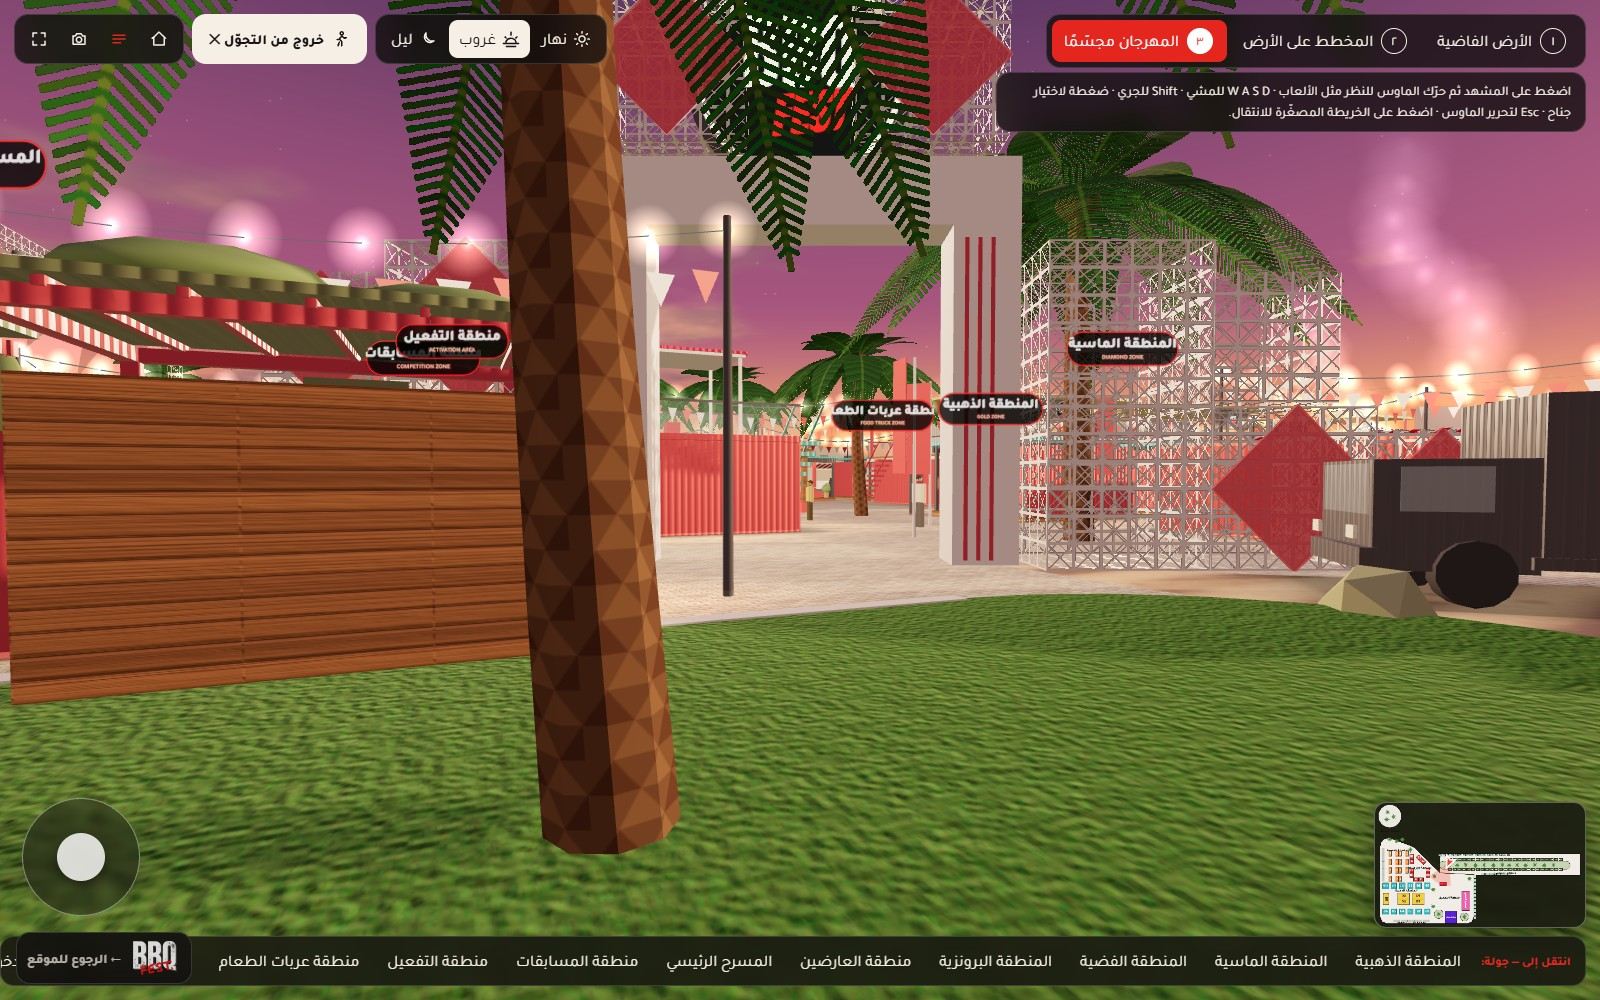 ١ الأرض الفاضية ٢ المخطط على الأرض ٣ المهرجان مجسّمًا
نهار غروب ليل
خروج من التجوّل ✕
اضغط على المشهد ثم حرّك الماوس للنظر مثل الألعاب · W A S D للمشي · Shift للجري · ضغطة لاختيار
جناح · Esc لتحرير الماوس · اضغط على الخريطة المصغّرة للانتقال.
منطقة التفعيل
ACTIVATION AREA
COMPETITION ZONE
المنطقة الماسية
DIAMOND ZONE
المنطقة الذهبية
GOLD ZONE
عربات
FOOD TRUCK ZONE
انتقل إلى — جولة: المنطقة الذهبية المنطقة الماسية المنطقة الفضية المنطقة البرونزية منطقة العارضين المسرح الرئيسي منطقة المسابقات منطقة التفعيل منطقة عربات الطعام
BBQ
FEST
← الرجوع للموقع